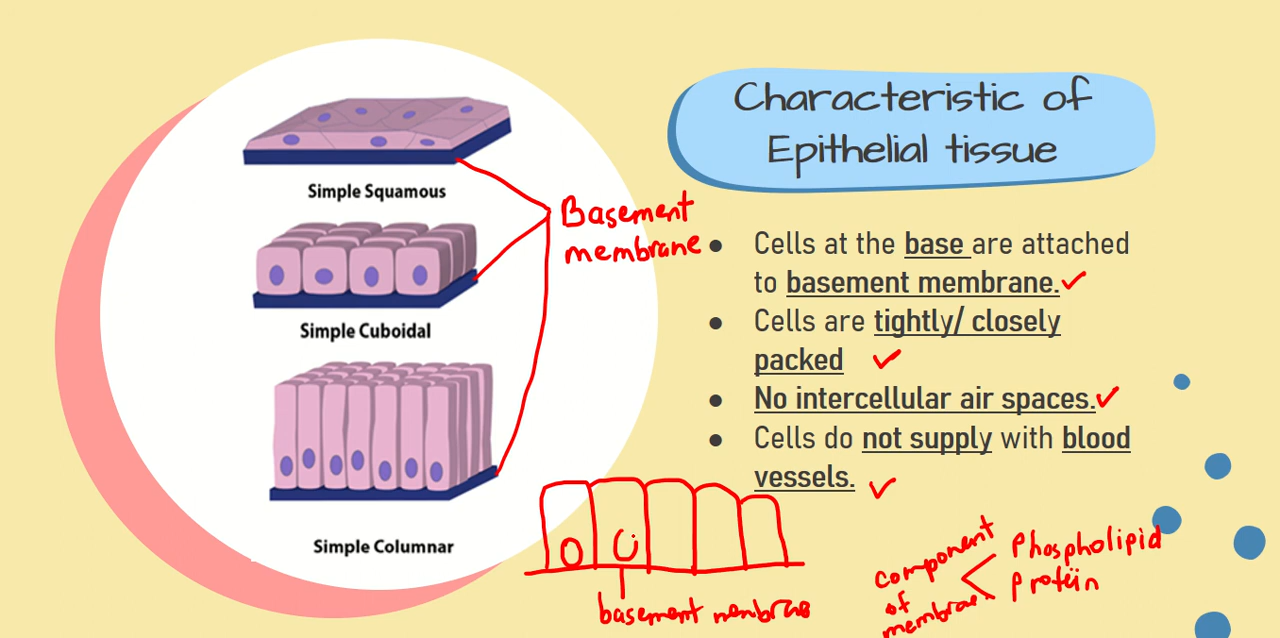 Characteristic of
Epithelial tissue
Simple Squamous
Basement
membrane
Simple Cuboidal
Simple Columnar
• Cells at the base are attached
to basement membrane.
• Cells are tightly/ closely
packed
• No intercellular air spaces.
• Cells do not supply with blood
vessels.
basement membrane
component
of
membrane
Phospholipid
protein